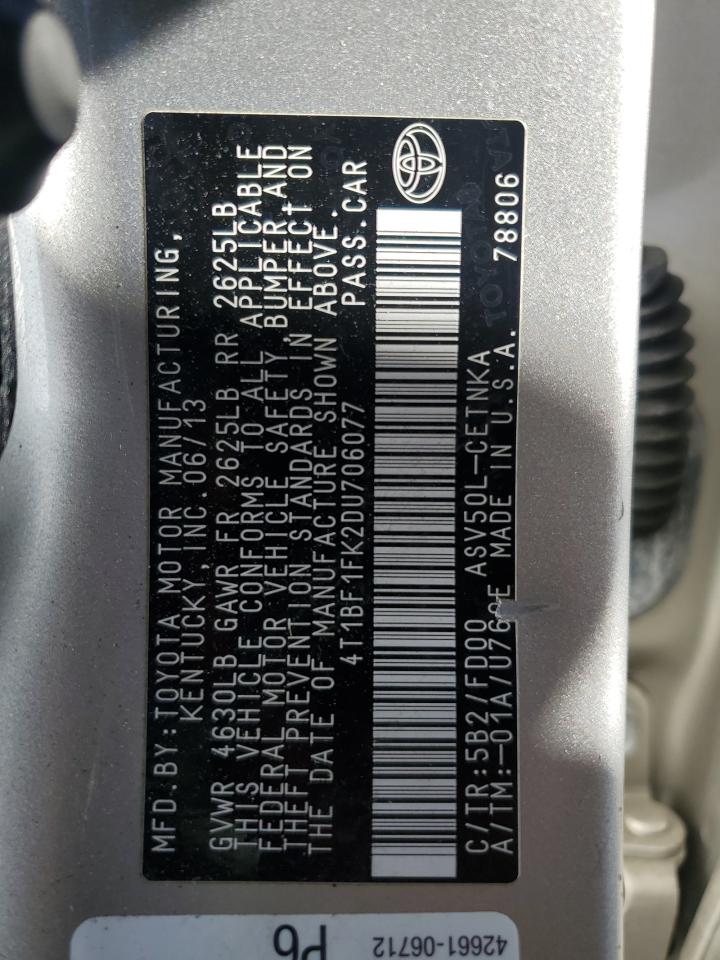 MFD.BY:TOYOTA MOTOR MANUFACTURING,
KENTUCKY, INC.06/13
GVWR 4630LB GAWR FR 2625LB RR 2625LB
THIS VEHICLE CONFORMS TO ALL APPLICABLE
FEDERAL MOTOR VEHICLE SAFETY, BUMPER, AND
THEFT PREVENTION STANDARDS IN EFFECT ON
THE DATE OF MANUFACTURE SHOWN ABOVE.
4T1BF1FK2DU706077 PASS.CAR
C/TR:5B2/FD00 ASV50L-CETNKA
A/TM:-01A/U760E MADE IN U.S.A. 78806
TOYOTA
42661-06712
P6